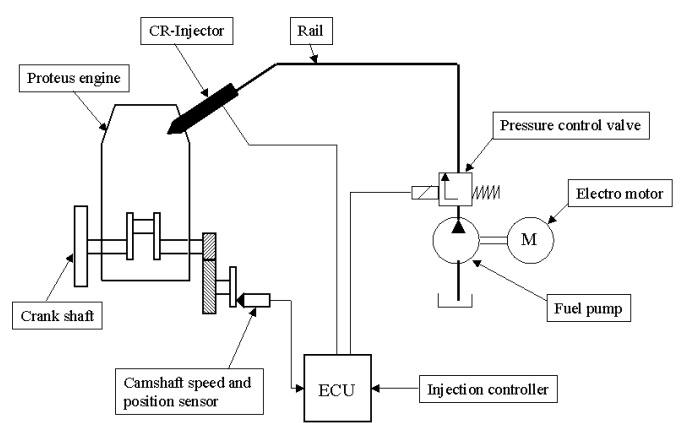 CR-Injector
Rail
Proteus engine
Pressure control valve
Electro motor
M
Crank shaft
Fuel pump
Camshaft speed and
position sensor
ECU
Injection controller